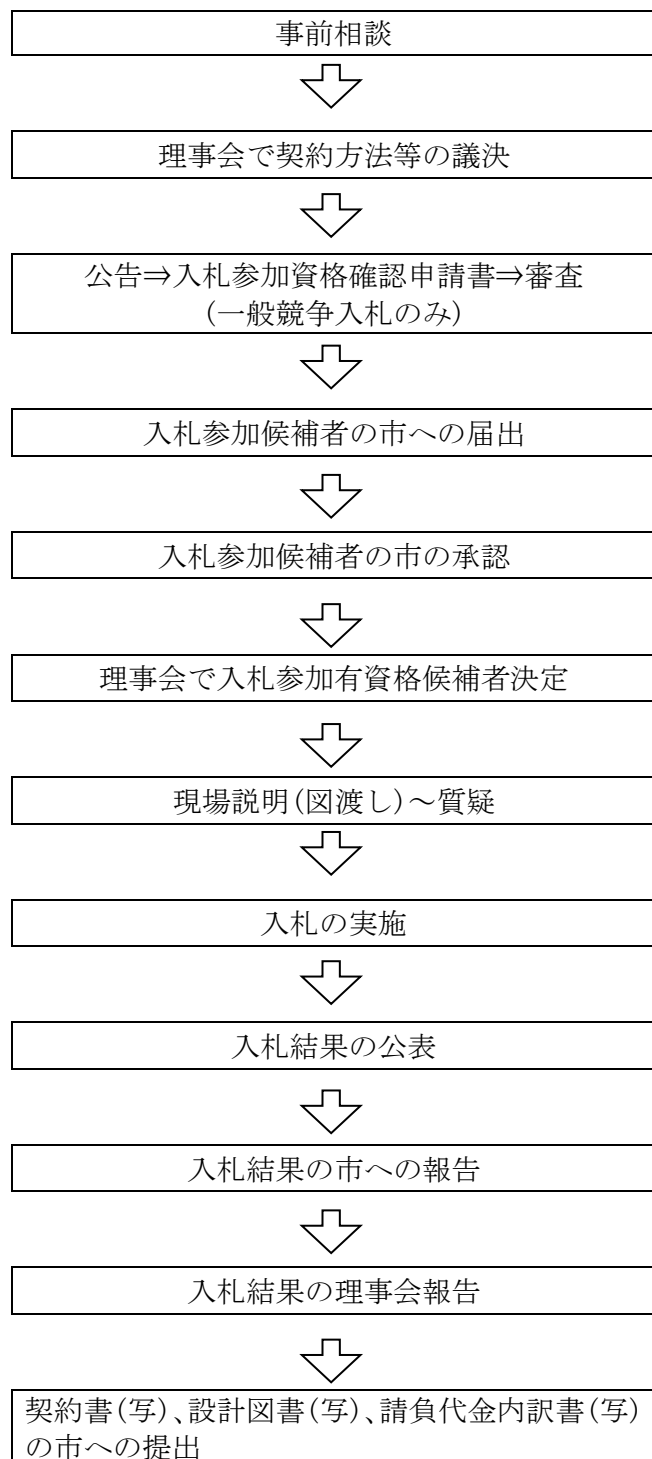 事前相談
理事会で契約方法等の議決
公告⇒入札参加資格確認申請書⇒審査
(一般競争入札のみ)
入札参加候補者の市への届出
入札参加候補者の市の承認
理事会で入札参加有資格候補者決定
現場説明(図渡し)～質疑
入札の実施
入札結果の公表
入札結果の市への報告
入札結果の理事会報告
契約書(写)、設計図書(写)、請負代金内訳書(写)
の市への提出